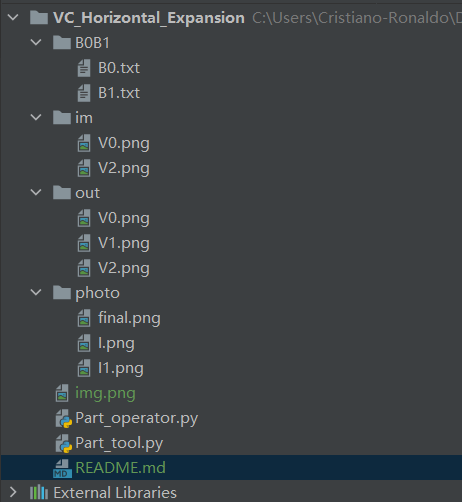 VC_Horizontal_Expansion C:\Users\Cristiano-Ronaldo\D
B0B1
B0.txt
B1.txt
im
V0.png
V2.png
out
V0.png
V1.png
V2.png
photo
final.png
I.png
I1.png
img.png
Part_operator.py
Part_tool.py
MD README.md
External Libraries